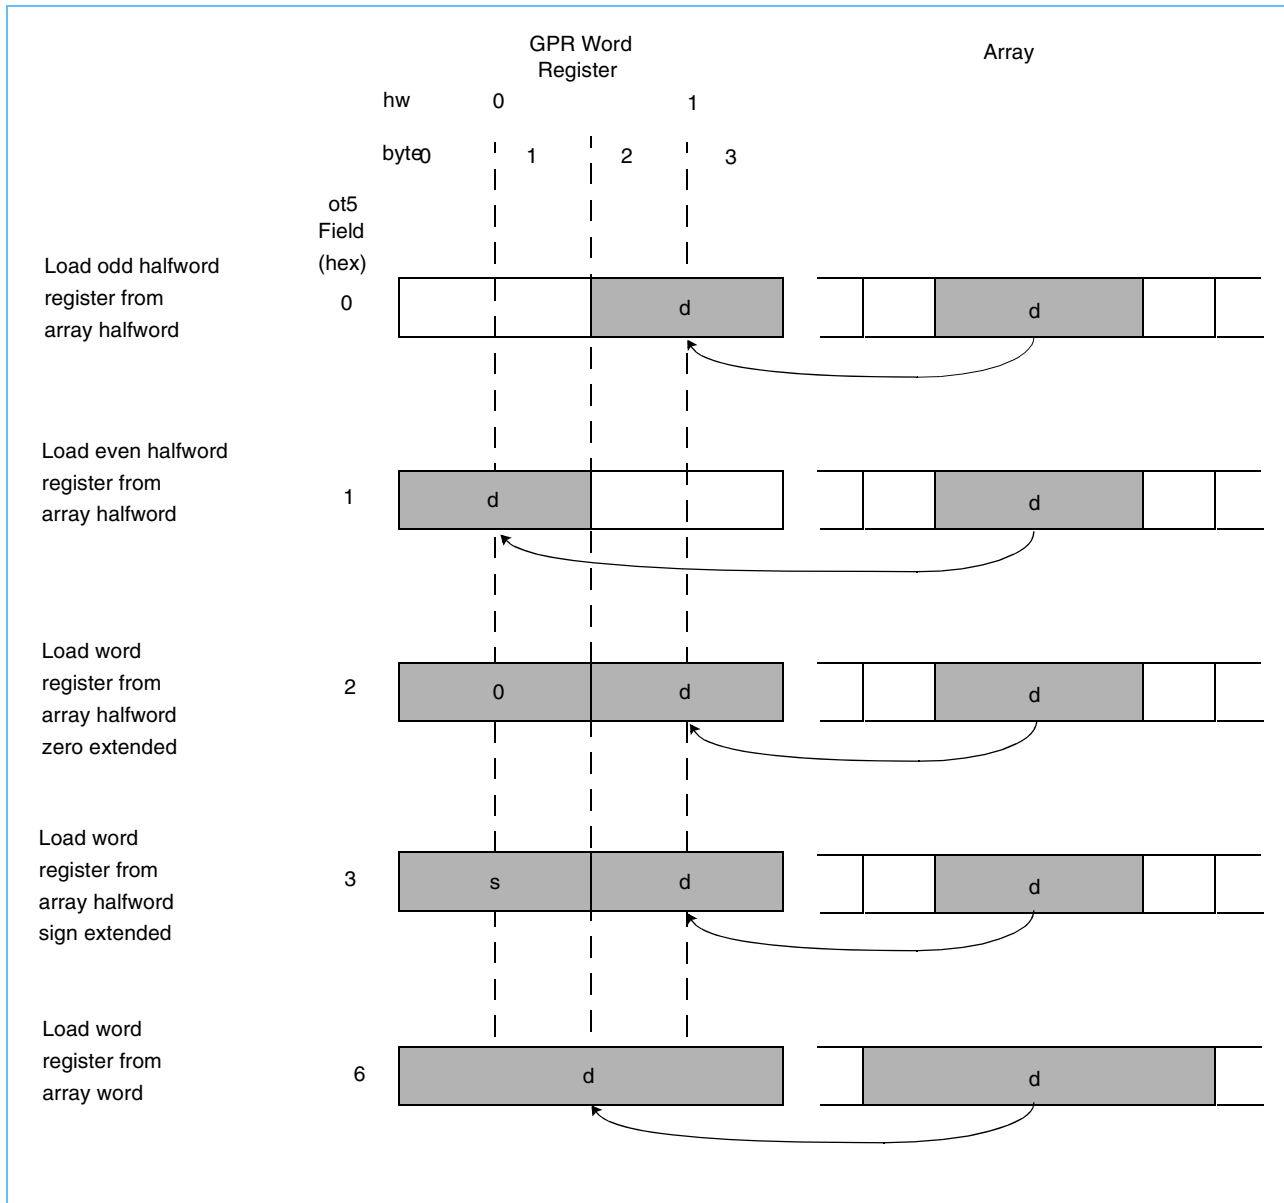 GPR Word
Register
Array
hw 0 1
byte 0 1 2 3
ot5
Field
(hex)
Load odd halfword
register from
array halfword
0
d
d
Load even halfword
register from
array halfword
1
d
d
Load word
register from
array halfword
zero extended
2
0 d
d
Load word
register from
array halfword
sign extended
3
s d
d
Load word
register from
array word
6
d
d